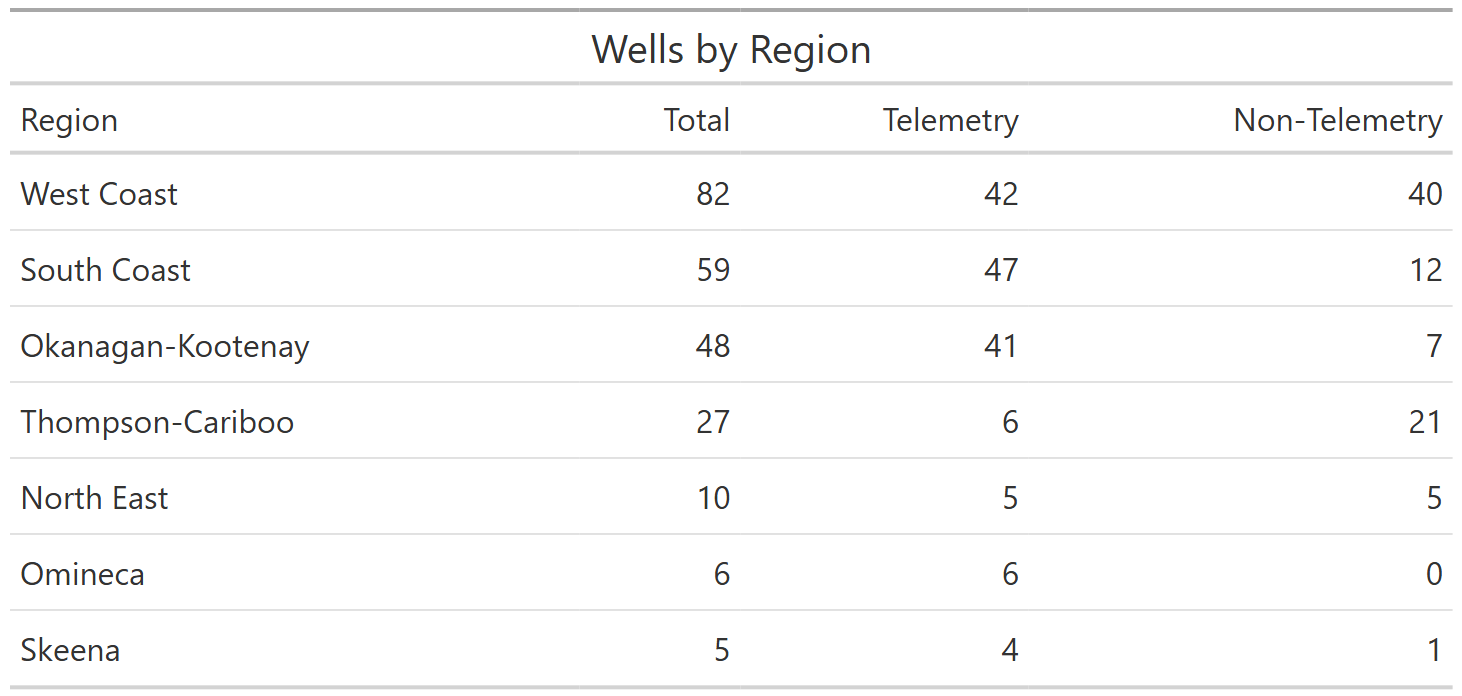 Wells by Region
Region Total Telemetry Non-Telemetry
West Coast 82 42 40
South Coast 59 47 12
Okanagan-Kootenay 48 41 7
Thompson-Cariboo 27 6 21
North East 10 5 5
Omineca 6 6 0
Skeena 5 4 1